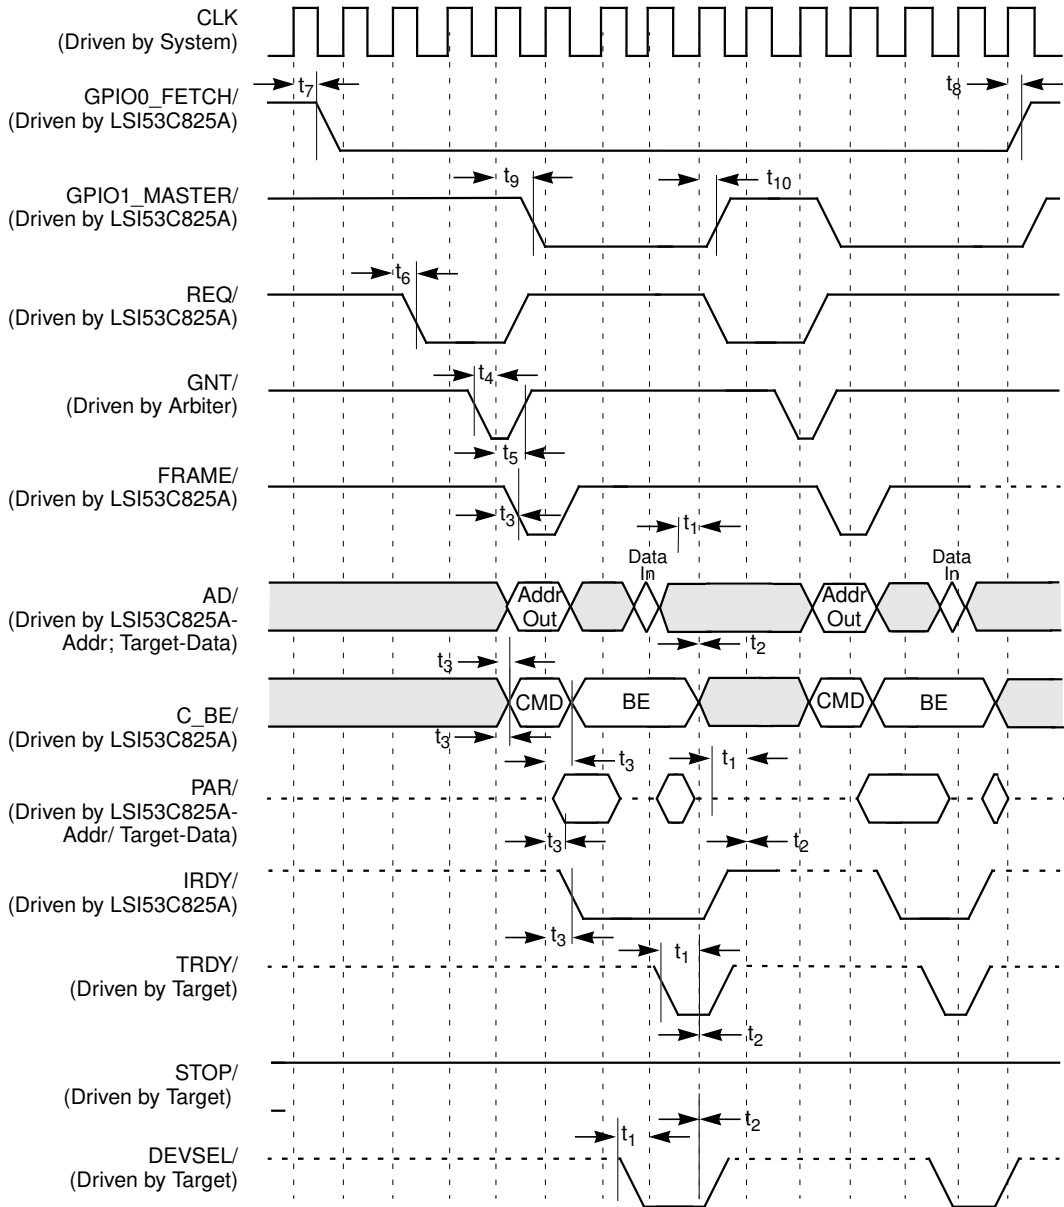 CLK
(Driven by System)
t7
t8
GPIO0_FETCH/
(Driven by LSI53C825A)
t9
t10
GPIO1_MASTER/
(Driven by LSI53C825A)
t6
REQ/
(Driven by LSI53C825A)
t4
GNT/
(Driven by Arbiter)
t5
FRAME/
(Driven by LSI53C825A)
t3
t1
Data
In
Data
In
AD/
(Driven by LSI53C825A-
Addr; Target-Data)
Addr
Out
Addr
Out
t2
t3
C_BE/
(Driven by LSI53C825A)
CMD
BE
CMD
BE
t3
t3
t1
PAR/
(Driven by LSI53C825A-
Addr/ Target-Data)
t3
t2
IRDY/
(Driven by LSI53C825A)
t3
t1
TRDY/
(Driven by Target)
t2
STOP/
(Driven by Target)
t2
t1
DEVSEL/
(Driven by Target)